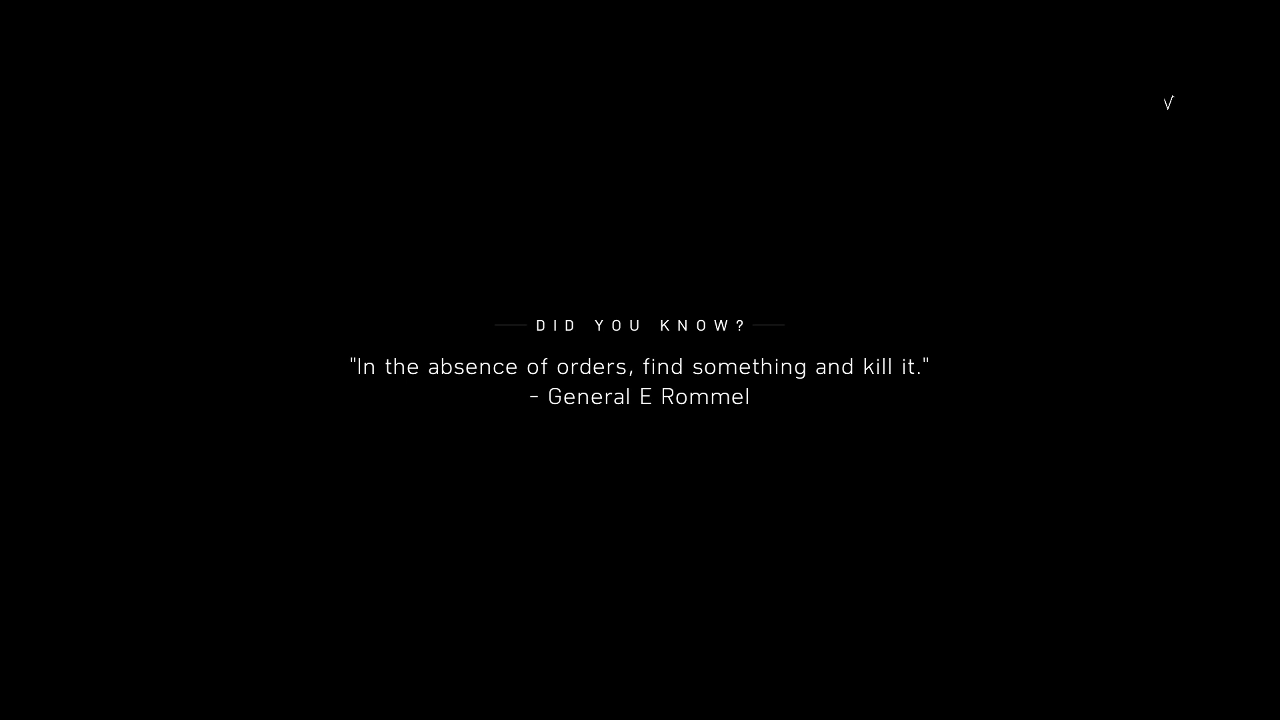 √
DID YOU KNOW?
"In the absence of orders, find something and kill it."
- General E Rommel